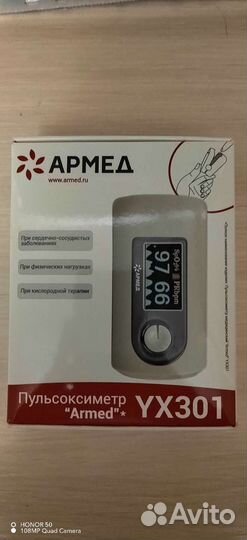 АРМЕД
www.armed.ru
При сердечно-сосудистых
заболеваниях
При физических нагрузках
При кислородной терапии
SpO2% PRbpm
97 66
АРМЕД
Пульсоксиметр
"Armed"*
YX301
HONOR 50
108MP Quad Camera
Avito